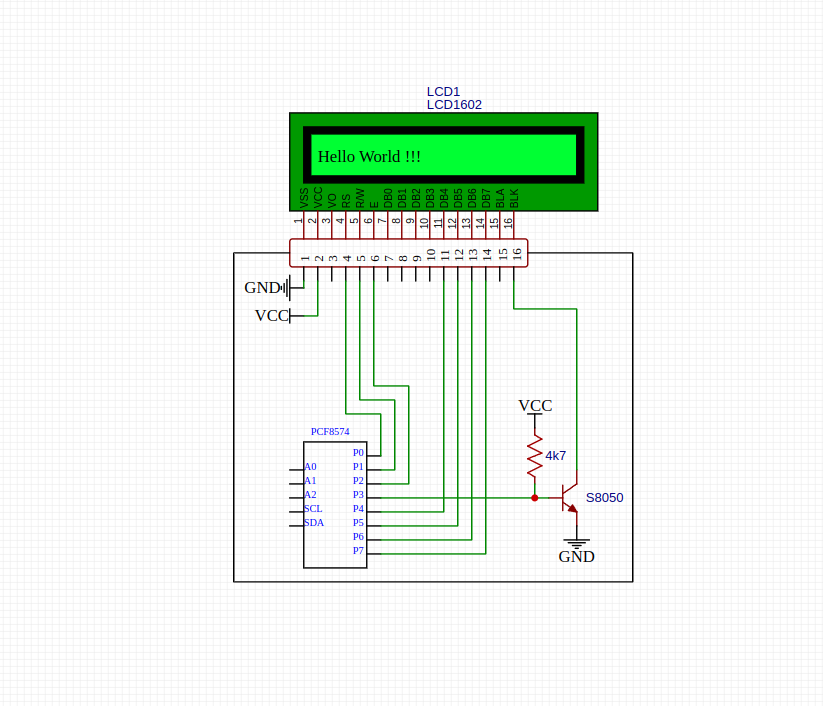 LCD1
LCD1602
Hello World !!!
VSS VCC VO RS R/W E DB0 DB1 DB2 DB3 DB4 DB5 DB6 DB7 BLA BLK
1 2 3 4 5 6 7 8 9 10 11 12 13 14 15 16
1 2 3 4 5 6 7 8 9 10 11 12 13 14 15 16
GND
VCC
VCC
PCF8574
P0
4k7
A0 P1
A1 P2
A2 P3
S8050
SCL P4
SDA P5
P6
P7
GND